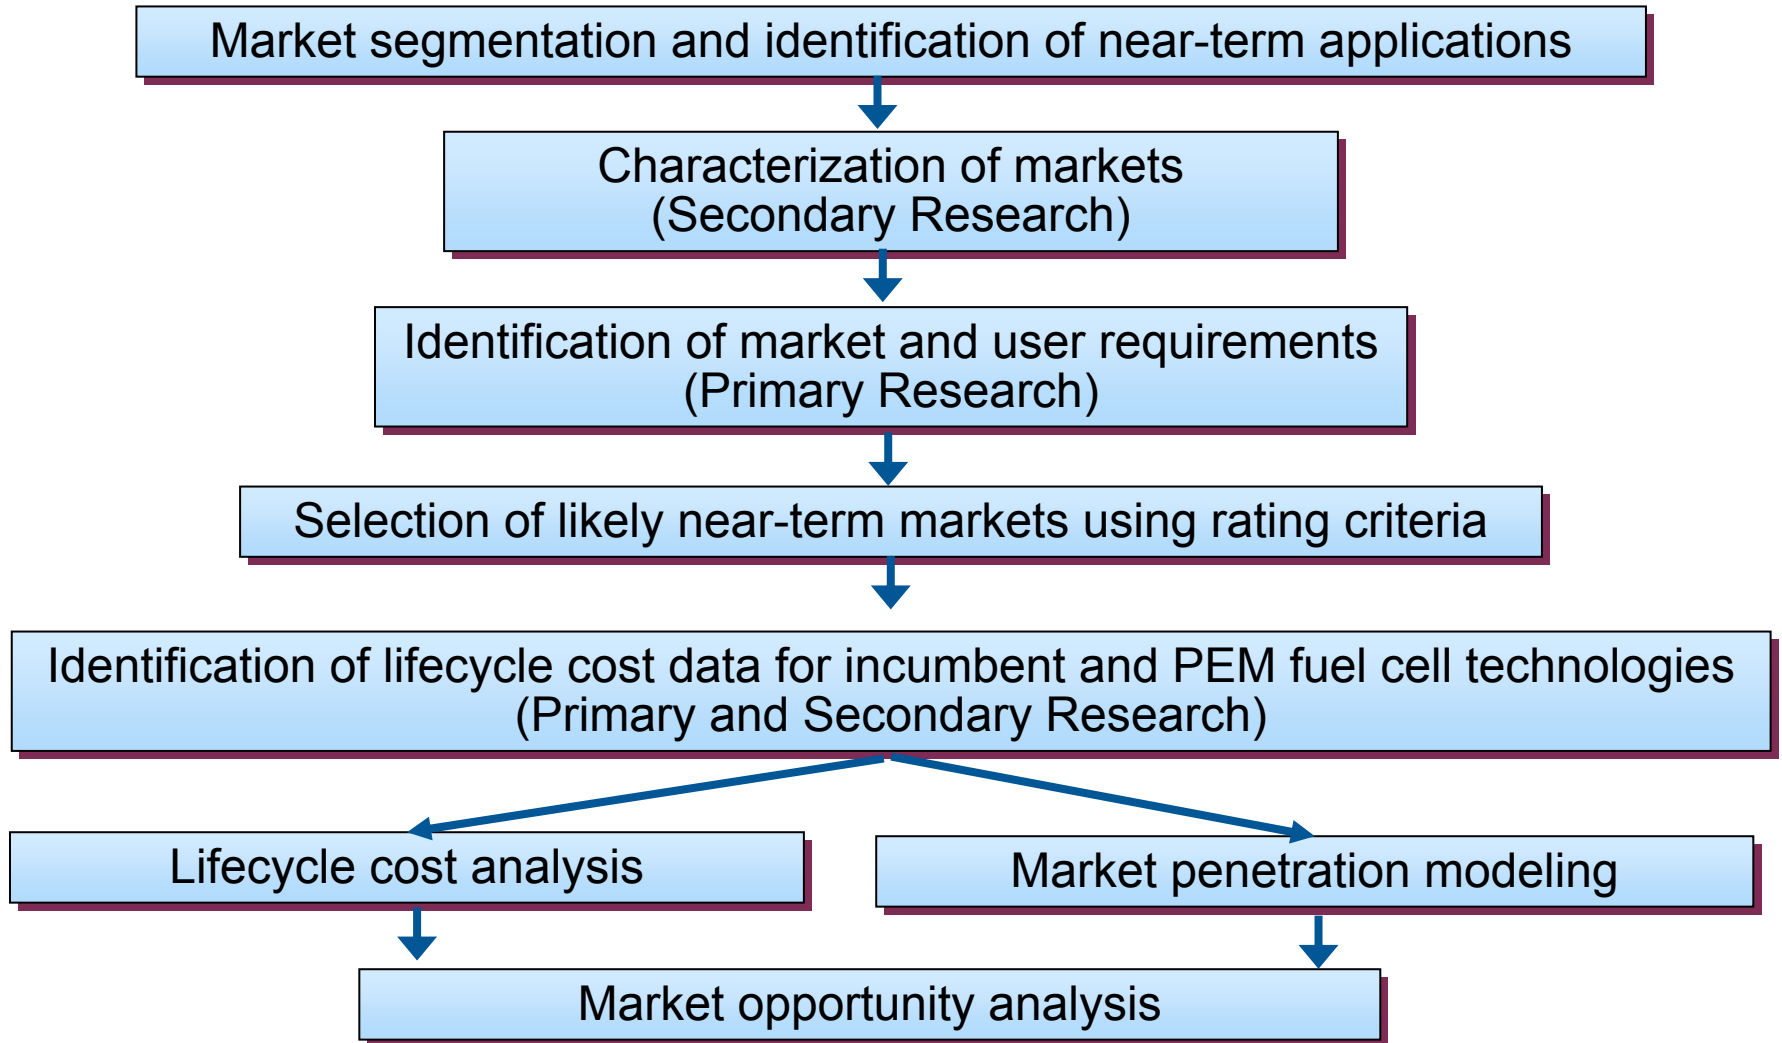 Market segmentation and identification of near-term applications
Characterization of markets
(Secondary Research)
Identification of market and user requirements
(Primary Research)
Selection of likely near-term markets using rating criteria
Identification of lifecycle cost data for incumbent and PEM fuel cell technologies
(Primary and Secondary Research)
Lifecycle cost analysis
Market penetration modeling
Market opportunity analysis